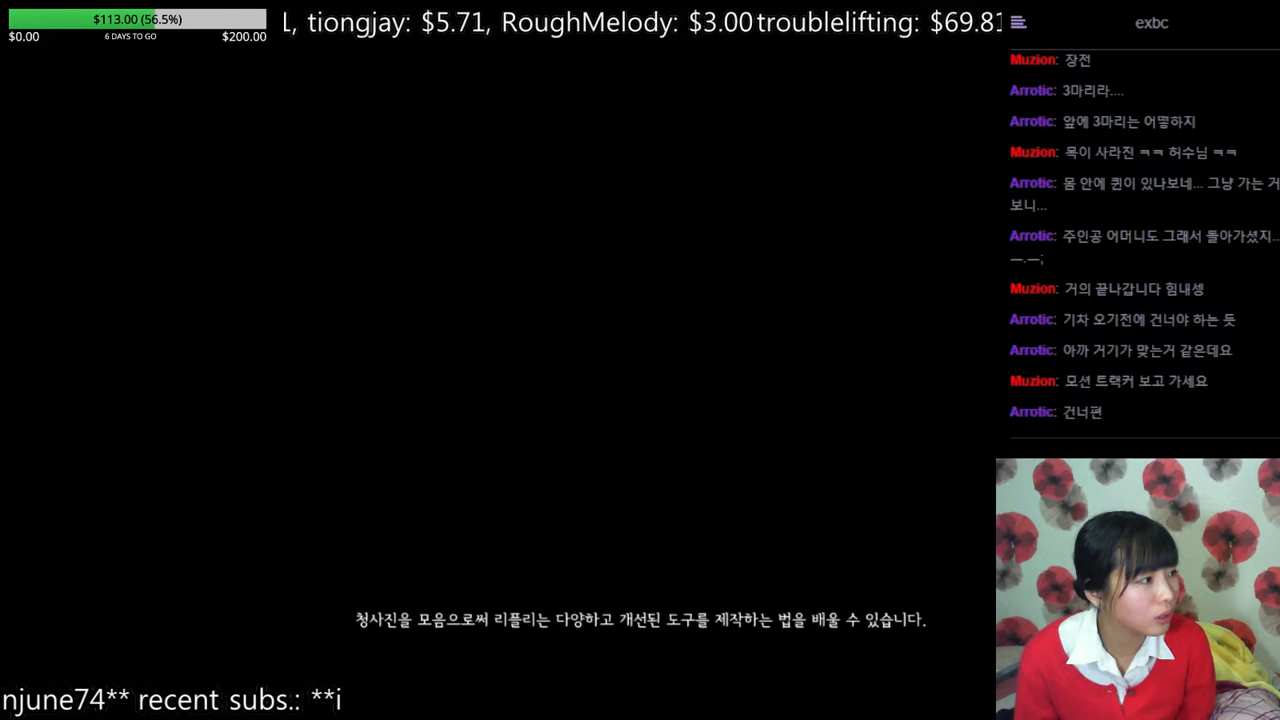 $113.00 (56.5%)
$0.00 6 DAYS TO GO $200.00
l, tiongjay: $5.71, RoughMelody: $3.00troublelifting: $69.81
exbc
Muzion: 장전
Arrotic: 3마리라....
Arrotic: 앞에 3마리는 어떻하지
Muzion: 목이 사라진 ㅋㅋ 허수님 ㅋㅋ
Arrotic: 몸 안에 퀸이 있나보네... 그냥 가는 거
보니...
Arrotic: 주인공 어머니도 그래서 돌아가셨지..
ㅡ.ㅡ;
Muzion: 거의 끝나갑니다 힘내셍
Arrotic: 기차 오기전에 건너야 하는 듯
Arrotic: 아까 거기가 맞는거 같은데요
Muzion: 모션 트랙커 보고 가세요
Arrotic: 건너편
청사진을 모음으로써 리플리는 다양하고 개선된 도구를 제작하는 법을 배울 수 있습니다.
njune74** recent subs.: **i